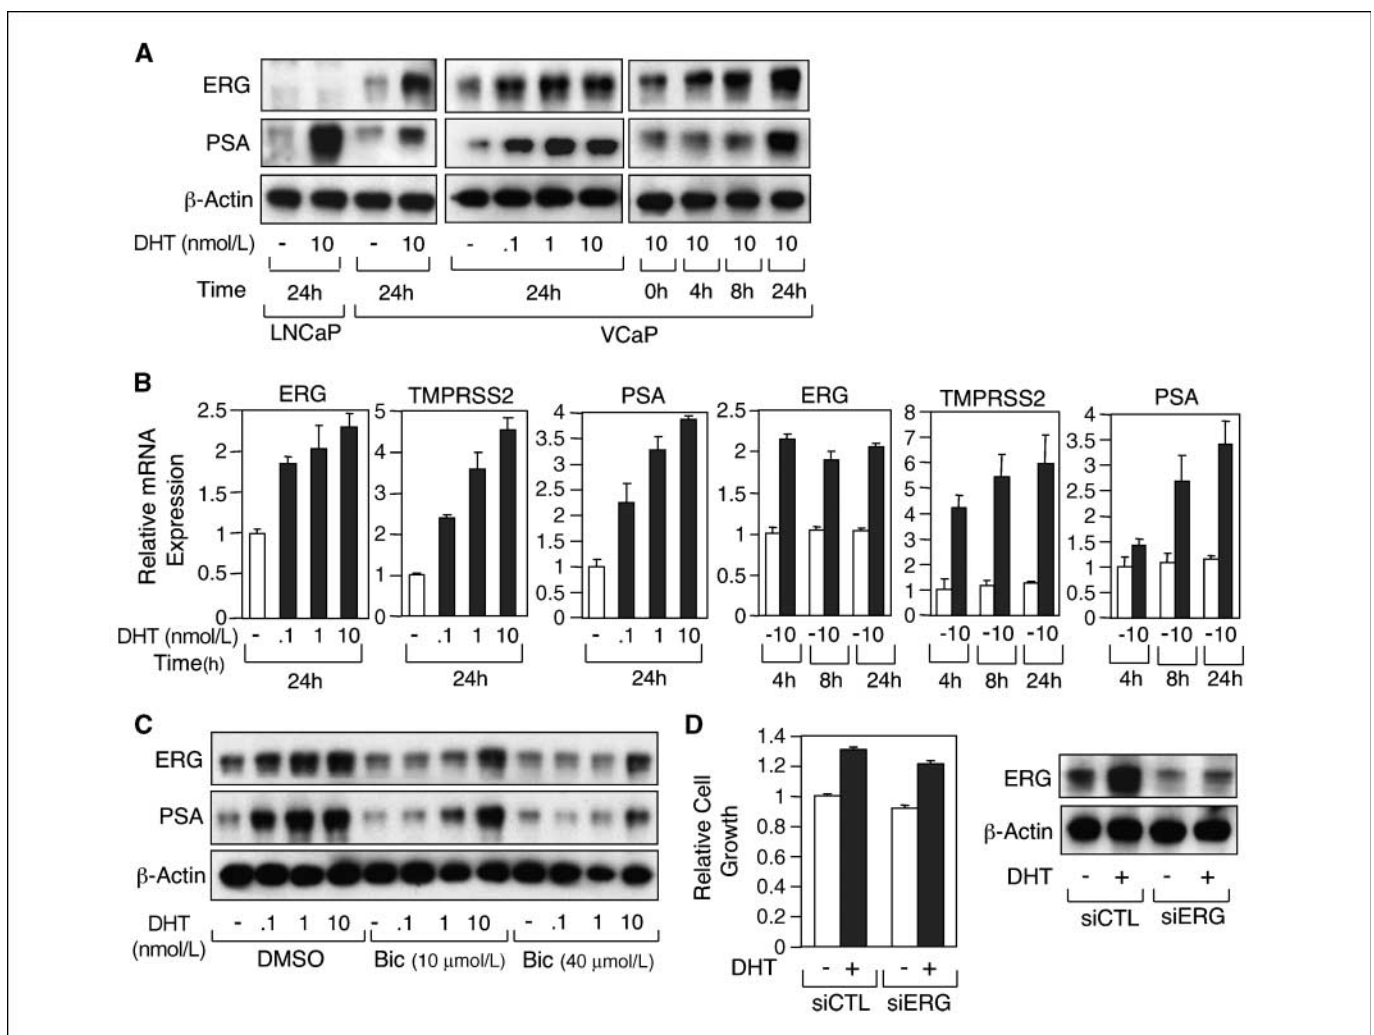 A
ERG
PSA
β-Actin
DHT (nmol/L) - 10 - 10 - .1 1 10 10 10 10 10
Time 24h 24h 24h 0h 4h 8h 24h
LNCaP VCaP
B
ERG TMPRSS2 PSA ERG TMPRSS2 PSA
Relative mRNA
Expression
2.5
2
1.5
1
0.5
0
5
4
3
2
1
0
4
3.5
3
2.5
2
1.5
1
0.5
0
2.5
2
1.5
1
0.5
0
8
7
6
5
4
3
2
1
0
4
3.5
3
2.5
2
1.5
1
0.5
0
DHT (nmol/L) - .1 1 10 - .1 1 10 - .1 1 10 -10 -10 -10 -10 -10 -10 -10 -10 -10
Time(h)
24h 24h 24h 4h 8h 24h 4h 8h 24h 4h 8h 24h
C
ERG
PSA
β-Actin
DHT - .1 1 10 - .1 1 10 - .1 1 10
(nmol/L)
DMSO Bic (10 μmol/L) Bic (40 μmol/L)
D
Relative Cell
Growth
1.4
1.2
1
0.8
0.6
0.4
0.2
0
DHT - + - +
siCTL siERG
ERG
β-Actin
DHT - + - +
siCTL siERG